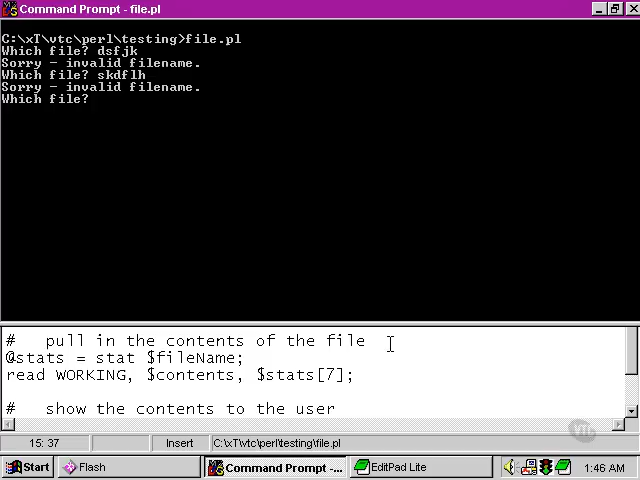 Command Prompt - file.pl
C:\xT\vtc\perl\testing>file.pl
Which file? dsfjk
Sorry - invalid filename.
Which file? skdflh
Sorry - invalid filename.
Which file?
#   pull in the contents of the file
@stats = stat $fileName;
read WORKING, $contents, $stats[7];
#   show the contents to the user
15: 37
Insert
C:\xT\vtc\perl\testing\file.pl
VTC
Start
Flash
Command Prompt -...
EditPad Lite
1:46 AM